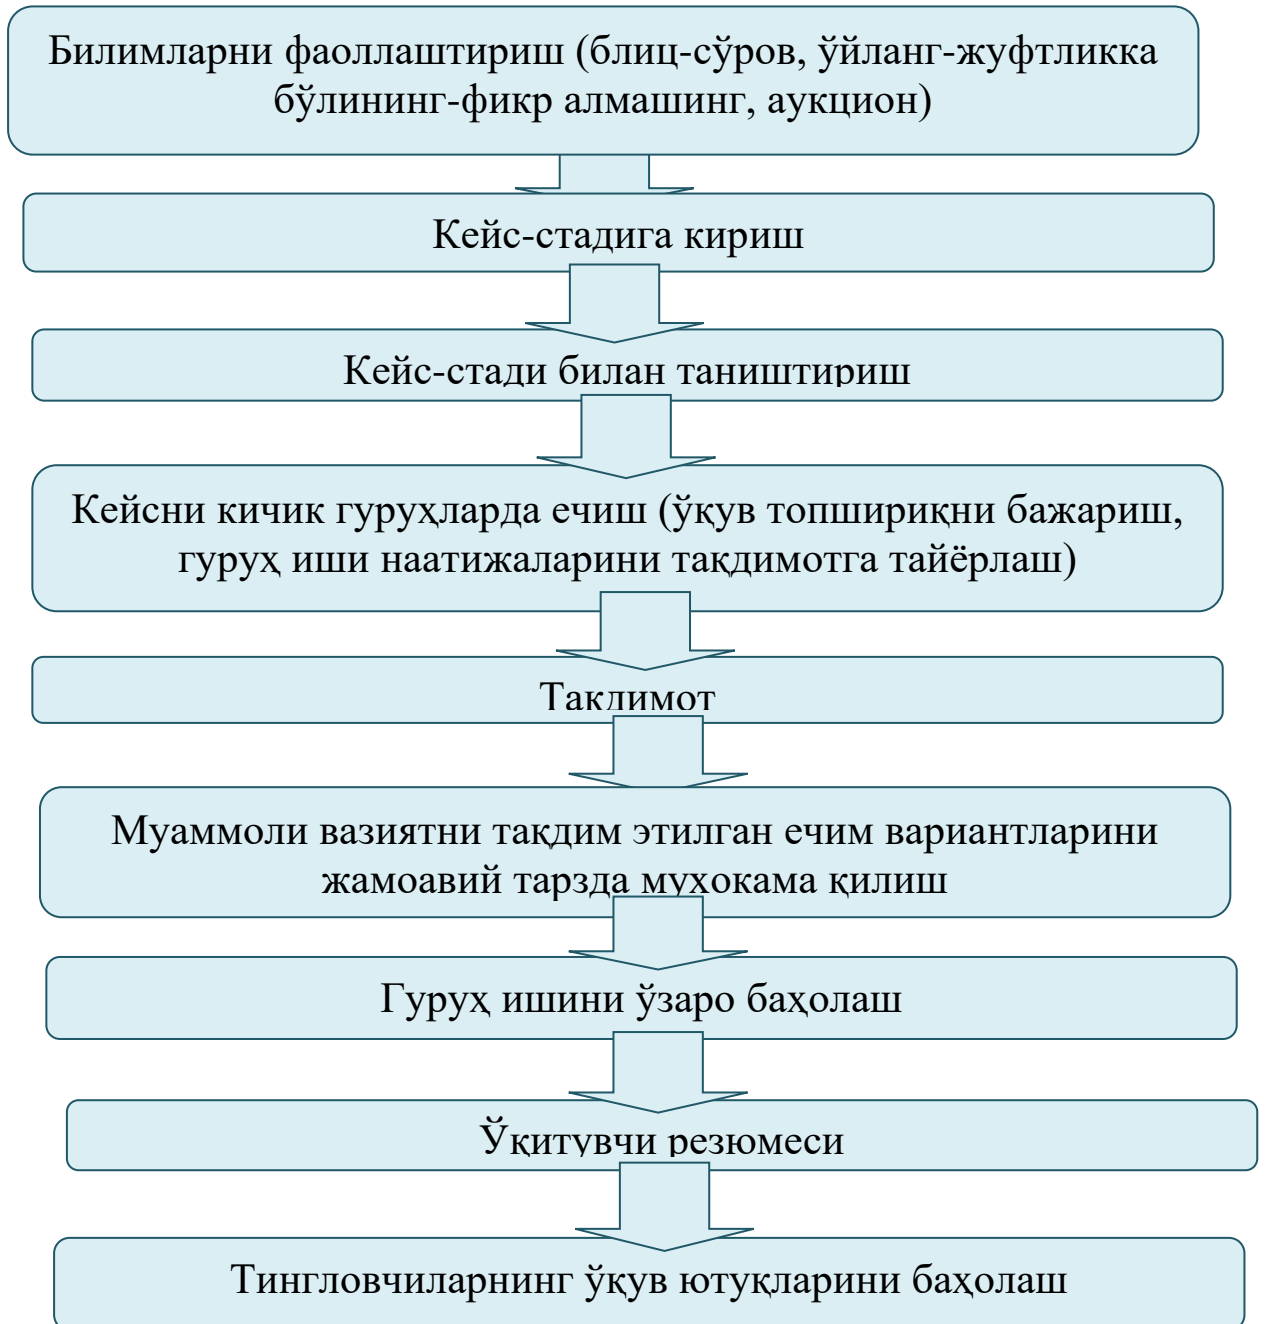 Билимларни фаоллаштириш (блиц-сўров, ўйланг-жуфтликка
бўлининг-фикр алмашинг, аукцион)
Кейс-стадига кириш
Кейс-стади билан таништириш
Кейсни кичик гуруҳларда ечиш (ўқув топшириқни бажариш,
гуруҳ иши наатижаларини тақдимотга тайёрлаш)
Тақдимот
Муаммоли вазиятни тақдим этилган ечим вариантларини
жамоавий тарзда муҳокама қилиш
Гуруҳ ишини ўзаро баҳолаш
Ўқитувчи резюмеси
Тингловчиларнинг ўқув ютуқларини баҳолаш